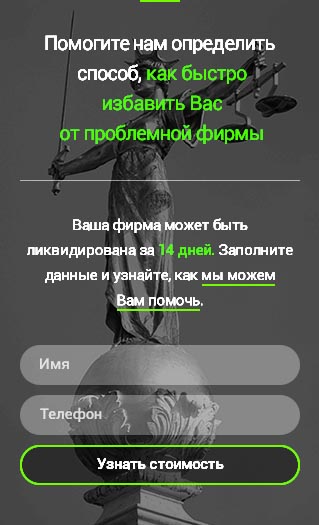 Помогите нам определить
способ, как быстро
избавить Вас
от проблемной фирмы
Ваша фирма может быть
ликвидирована за 14 дней. Заполните
данные и узнайте, как мы можем
Вам помочь.
Имя
Телефон
Узнать стоимость